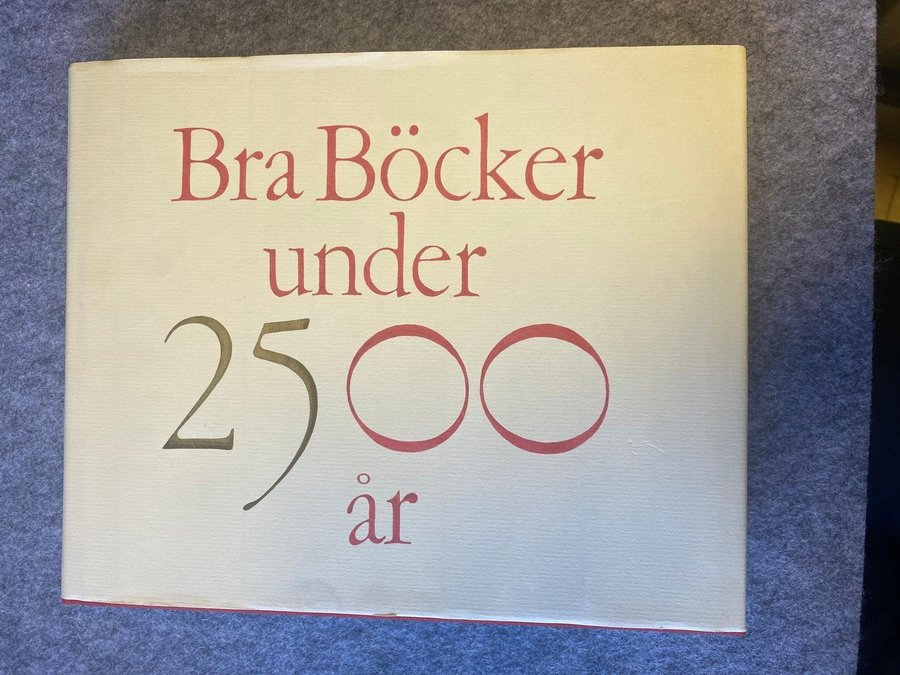 Bra Böcker
under
2500
år